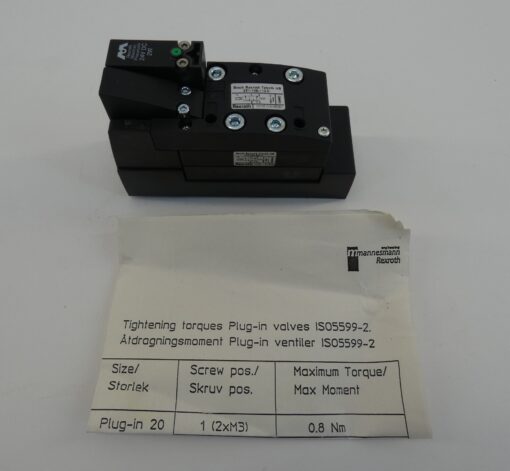 Rexroth
mannesmann
Rexroth
Tightening torques Plug-in valves ISO5599-2.
Åtdragningsmoment Plug-in ventiler ISO5599-2
Size/
Storlek
Screw pos./
Skruv pos.
Maximum Torque/
Max Moment
Plug-in 20
1 (2xM3)
0,8 Nm